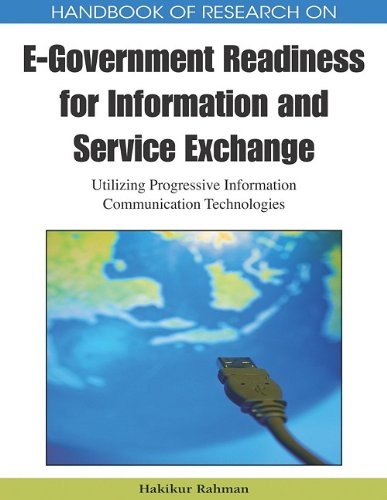 HANDBOOK OF RESEARCH ON
E-Government Readiness
for Information and
Service Exchange
Utilizing Progressive Information
Communication Technologies
Hakikur Rahman